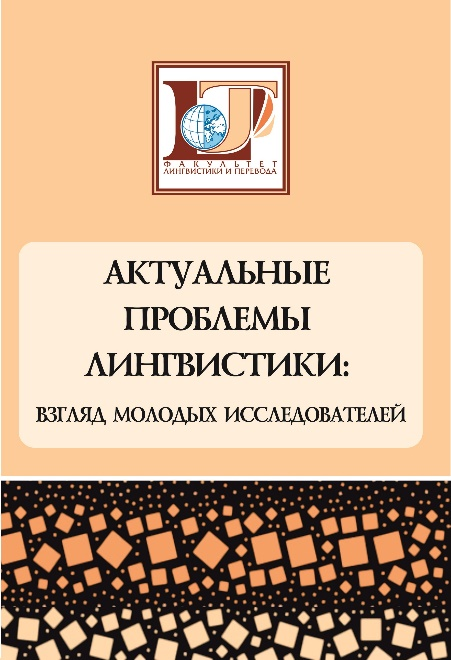 ФАКУЛЬТЕТ
ЛИНГВИСТИКИ И ПЕРЕВОДА
АКТУАЛЬНЫЕ
ПРОБЛЕМЫ
ЛИНГВИСТИКИ:
ВЗГЛЯД МОЛОДЫХ ИССЛЕДОВАТЕЛЕЙ